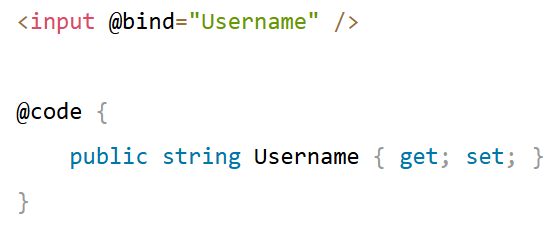 <input @bind="Username" />
@code {
    public string Username { get; set; }
}